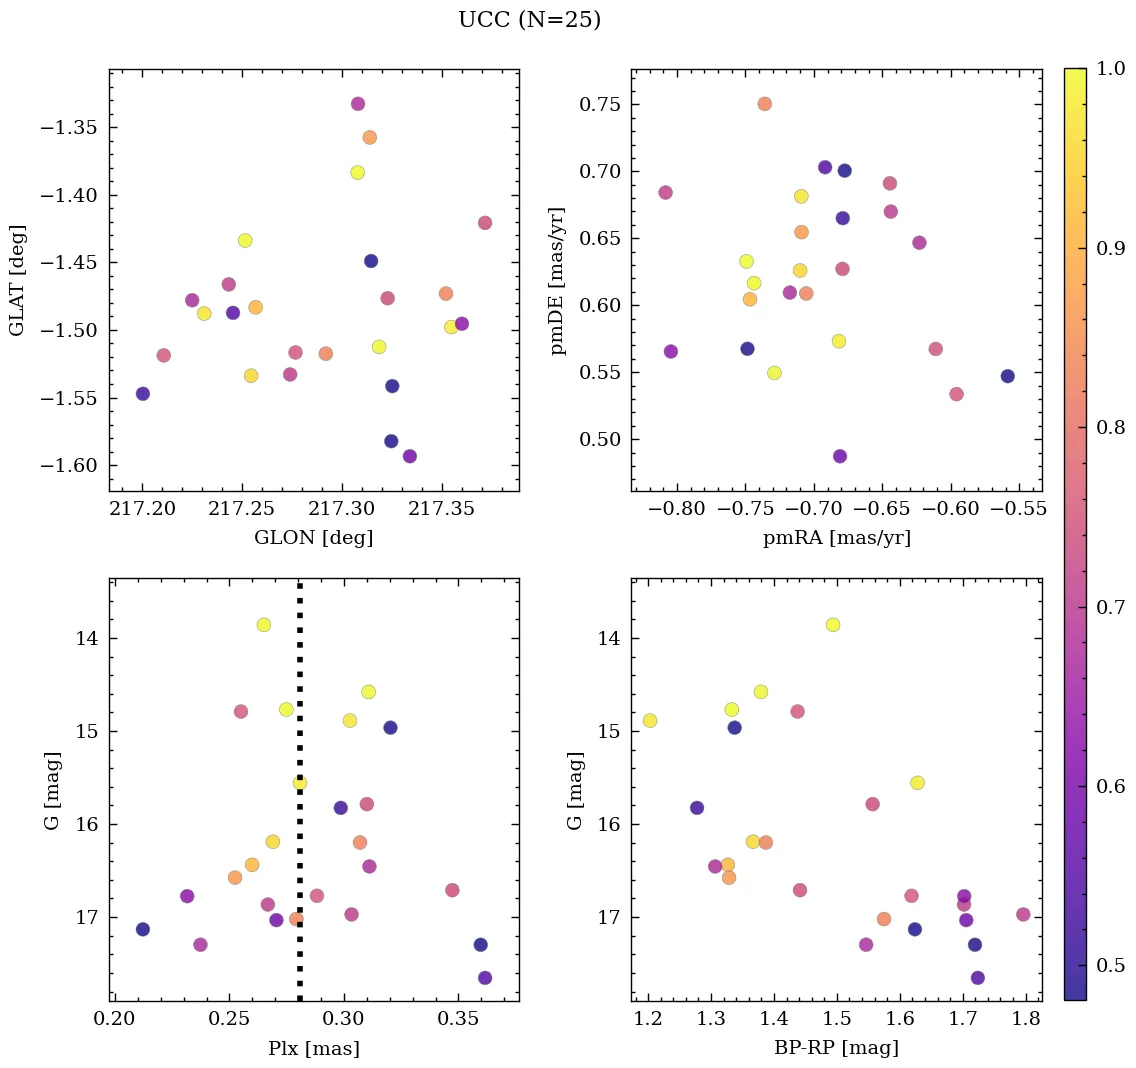 UCC (N=25)
−1.35
−1.40
−1.45
−1.50
−1.55
−1.60
GLAT [deg]
217.20 217.25 217.30 217.35
GLON [deg]
0.75
0.70
0.65
0.60
0.55
0.50
pmDE [mas/yr]
−0.80 −0.75 −0.70 −0.65 −0.60 −0.55
pmRA [mas/yr]
14
15
16
17
G [mag]
0.20 0.25 0.30 0.35
Plx [mas]
14
15
16
17
G [mag]
1.2 1.3 1.4 1.5 1.6 1.7 1.8
BP-RP [mag]
1.0
0.9
0.8
0.7
0.6
0.5